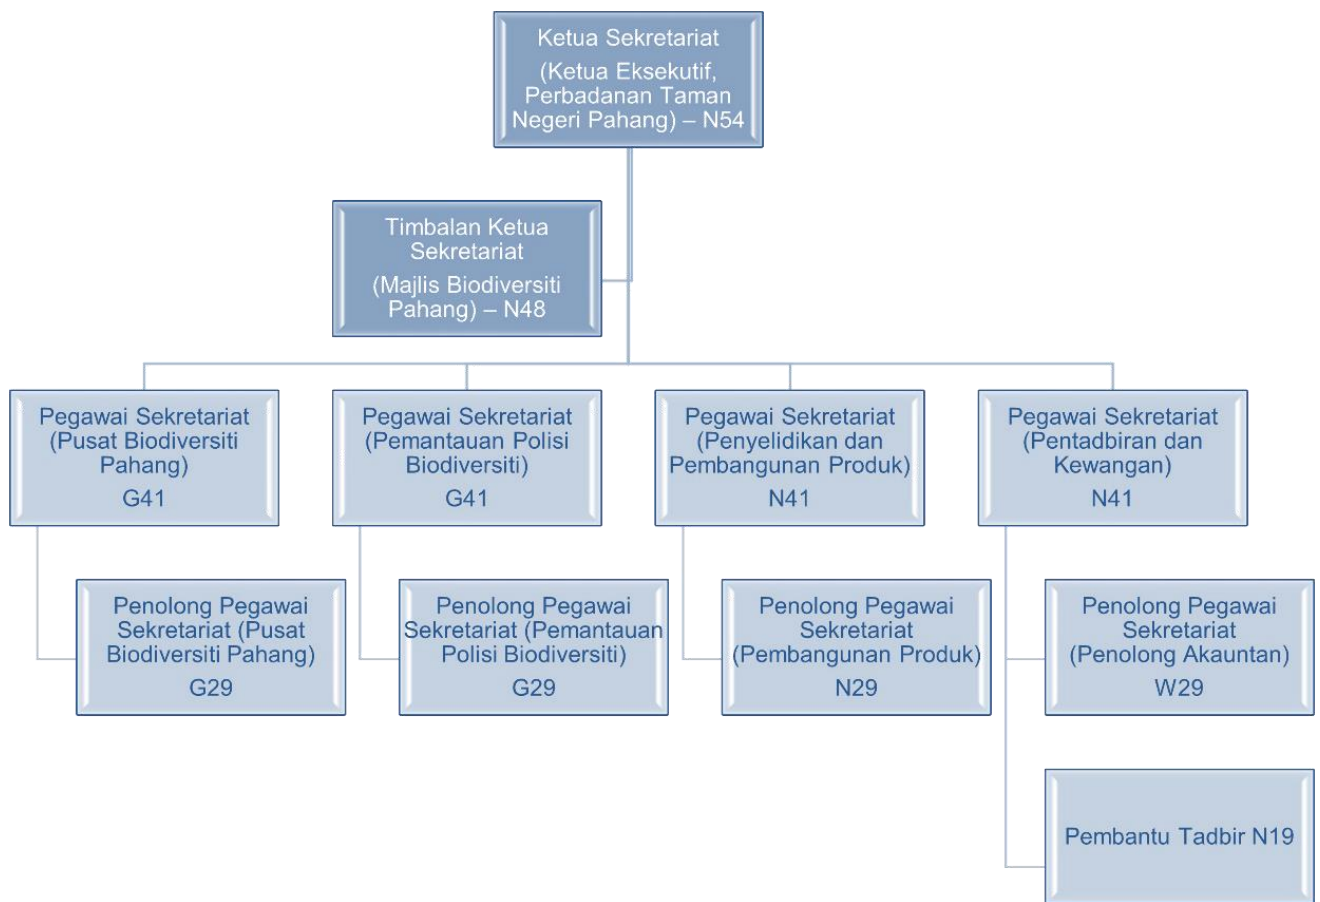 Ketua Sekretariat
(Ketua Eksekutif,
Perbadanan Taman
Negeri Pahang) – N54
Timbalan Ketua
Sekretariat
(Majlis Biodiversiti
Pahang) – N48
Pegawai Sekretariat
(Pusat Biodiversiti
Pahang)
G41
Pegawai Sekretariat
(Pemantauan Polisi
Biodiversiti)
G41
Pegawai Sekretariat
(Penyelidikan dan
Pembangunan Produk)
N41
Pegawai Sekretariat
(Pentadbiran dan
Kewangan)
N41
Penolong Pegawai
Sekretariat (Pusat
Biodiversiti Pahang)
G29
Penolong Pegawai
Sekretariat (Pemantauan
Polisi Biodiversiti)
G29
Penolong Pegawai
Sekretariat
(Pembangunan Produk)
N29
Penolong Pegawai
Sekretariat
(Penolong Akauntan)
W29
Pembantu Tadbir N19